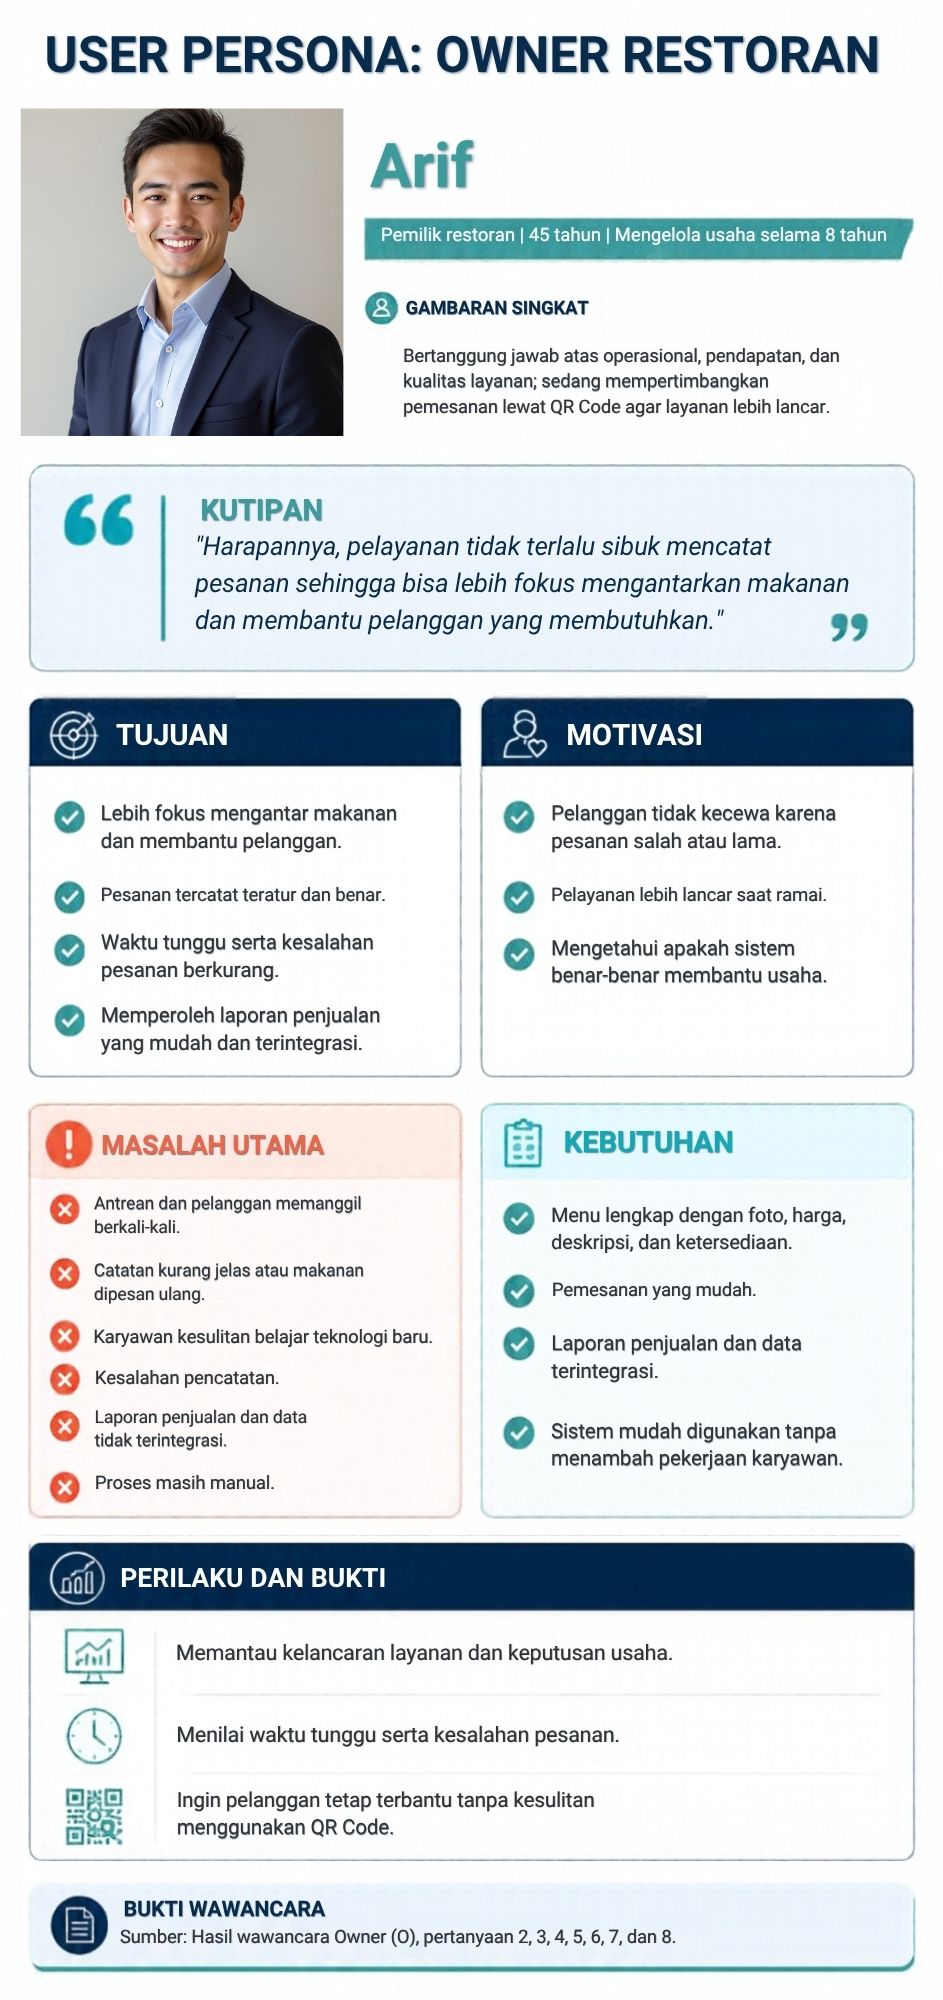 USER PERSONA: OWNER RESTORAN
Arif
Pemilik restoran | 45 tahun | Mengelola usaha selama 8 tahun
GAMBARAN SINGKAT
Bertanggung jawab atas operasional, pendapatan, dan
kualitas layanan; sedang mempertimbangkan
pemesanan lewat QR Code agar layanan lebih lancar.
KUTIPAN
"Harapannya, pelayanan tidak terlalu sibuk mencatat
pesanan sehingga bisa lebih fokus mengantarkan makanan
dan membantu pelanggan yang membutuhkan."
TUJUAN
Lebih fokus mengantar makanan
dan membantu pelanggan.
Pesanan tercatat teratur dan benar.
Waktu tunggu serta kesalahan
pesanan berkurang.
Memperoleh laporan penjualan
yang mudah dan terintegrasi.
MOTIVASI
Pelanggan tidak kecewa karena
pesanan salah atau lama.
Pelayanan lebih lancar saat ramai.
Mengetahui apakah sistem
benar-benar membantu usaha.
MASALAH UTAMA
Antrean dan pelanggan memanggil
berkali-kali.
Catatan kurang jelas atau makanan
dipesan ulang.
Karyawan kesulitan belajar teknologi baru.
Kesalahan pencatatan.
Laporan penjualan dan data
tidak terintegrasi.
Proses masih manual.
KEBUTUHAN
Menu lengkap dengan foto, harga,
deskripsi, dan ketersediaan.
Pemesanan yang mudah.
Laporan penjualan dan data
terintegrasi.
Sistem mudah digunakan tanpa
menambah pekerjaan karyawan.
PERILAKU DAN BUKTI
Memantau kelancaran layanan dan keputusan usaha.
Menilai waktu tunggu serta kesalahan pesanan.
Ingin pelanggan tetap terbantu tanpa kesulitan
menggunakan QR Code.
BUKTI WAWANCARA
Sumber: Hasil wawancara Owner (O), pertanyaan 2, 3, 4, 5, 6, 7, dan 8.